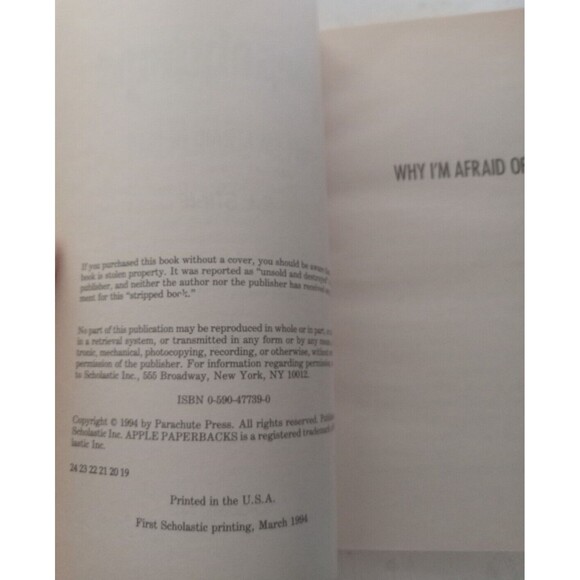 If you purchased this book without a cover, you should be aware
book is stolen property. It was reported as "unsold and destroyed"
publisher, and neither the author nor the publisher has received
ment for this "stripped book."
No part of this publication may be reproduced in whole or in part,
in a retrieval system, or transmitted in any form or by any means
tronic, mechanical, photocopying, recording, or otherwise, without
permission of the publisher. For information regarding permission
to Scholastic Inc., 555 Broadway, New York, NY 10012.
ISBN 0-590-47739-0
Copyright © 1994 by Parachute Press. All rights reserved.
Scholastic Inc. APPLE PAPERBACKS is a registered trademark
lastic Inc.
24 23 22 21 20 19
Printed in the U.S.A.
First Scholastic printing, March 1994
WHY I'M AFRAID OF